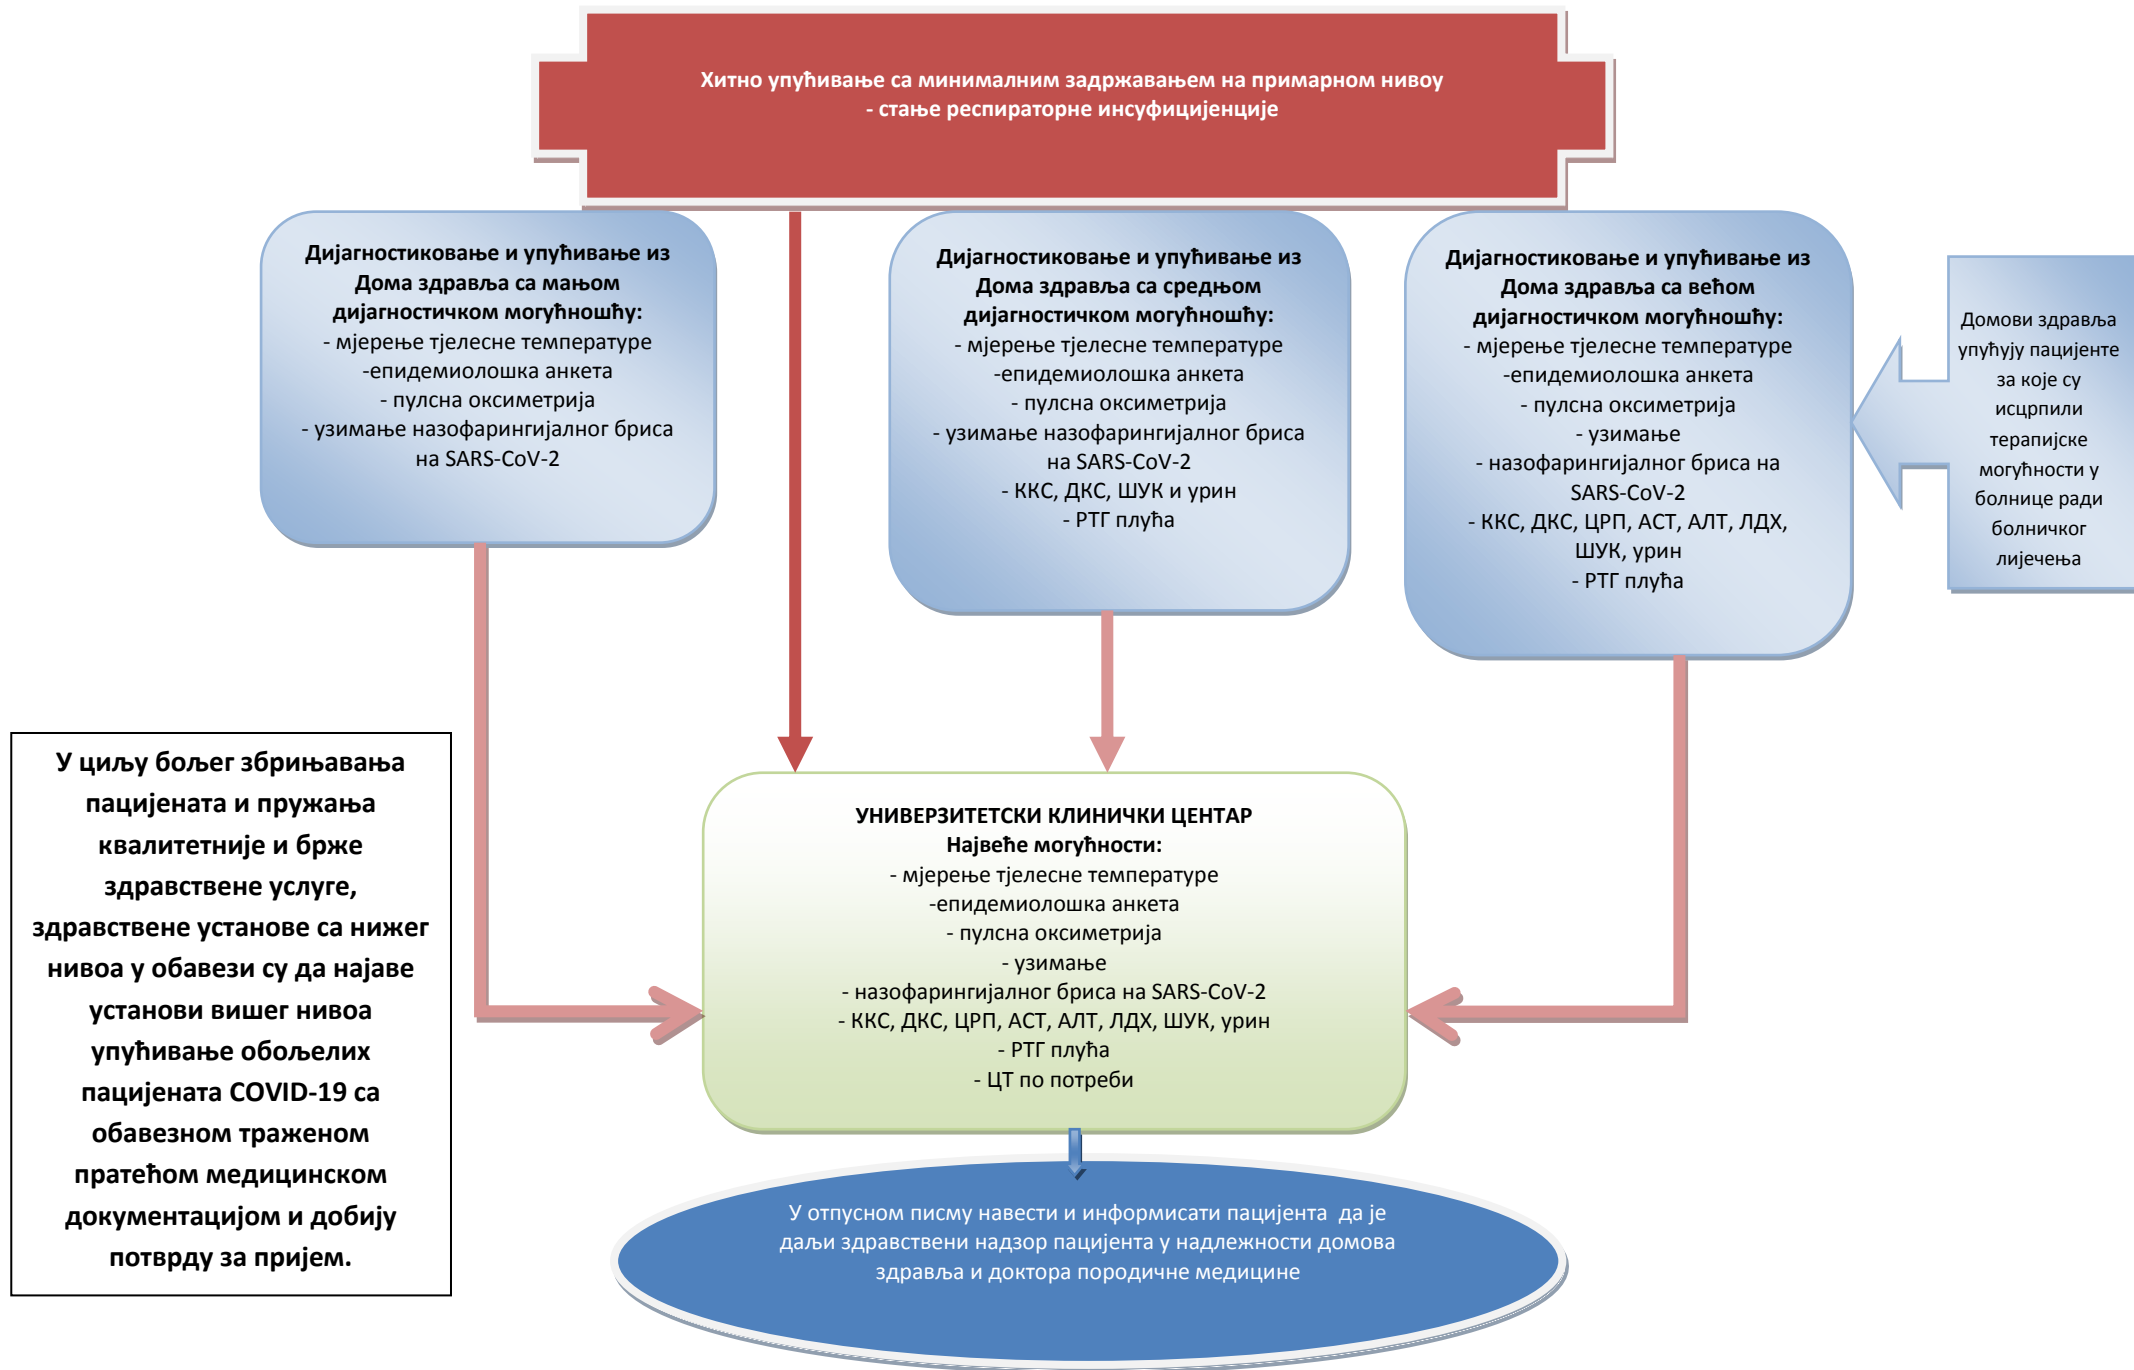 Хитно упућивање са минималним задржавањем на примарном нивоу
- стање респираторне инсуфицијенције
Дијагностиковање и упућивање из
Дома здравља са мањом
дијагностичком могућношћу:
- мјерење тјелесне температуре
-епидемиолошка анкета
- пулсна оксиметрија
- узимање назофарингијалног бриса
на SARS-CoV-2
Дијагностиковање и упућивање из
Дома здравља са средњом
дијагностичком могућношћу:
- мјерење тјелесне температуре
-епидемиолошка анкета
- пулсна оксиметрија
- узимање назофарингијалног бриса
на SARS-CoV-2
- ККС, ДКС, ШУК и урин
- РТГ плућа
Дијагностиковање и упућивање из
Дома здравља са већом
дијагностичком могућношћу:
- мјерење тјелесне температуре
-епидемиолошка анкета
- пулсна оксиметрија
- узимање
- назофарингијалног бриса на
SARS-CoV-2
- ККС, ДКС, ЦРП, АСТ, АЛТ, ЛДХ,
ШУК, урин
- РТГ плућа
Домови здравља
упућују пацијенте
за које су
исцрпили
терапијске
могућности у
болнице ради
болничког
лијечења
У циљу бољег збрињавања
пацијената и пружања
квалитетније и брже
здравствене услуге,
здравствене установе са нижег
нивоа у обавези су да најаве
установи вишег нивоа
упућивање обољелих
пацијената COVID-19 са
обавезном траженом
пратећом медицинском
документацијом и добију
потврду за пријем.
УНИВЕРЗИТЕТСКИ КЛИНИЧКИ ЦЕНТАР
Највеће могућности:
- мјерење тјелесне температуре
-епидемиолошка анкета
- пулсна оксиметрија
- узимање
- назофарингијалног бриса на SARS-CoV-2
- ККС, ДКС, ЦРП, АСТ, АЛТ, ЛДХ, ШУК, урин
- РТГ плућа
- ЦТ по потреби
У отпусном писму навести и информисати пацијента  да је
даљи здравствени надзор пацијента у надлежности домова
здравља и доктора породичне медицине